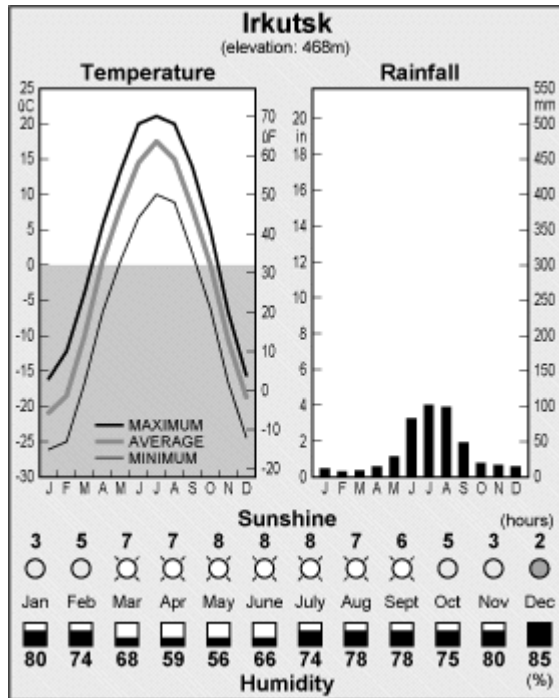 Irkutsk
(elevation: 468m)
Temperature
Rainfall
25
ûC
20
15
10
5
0
-5
-10
-15
-20
-25
-30
70
ûF
60
50
40
30
20
10
0
-10
-20
MAXIMUM
AVERAGE
MINIMUM
J F M A M J J A S O N D
20
in
18
16
14
12
10
8
6
4
2
0
550
mm
500
450
400
350
300
250
200
150
100
50
0
J F M A M J J A S O N D
Sunshine (hours)
3 5 7 7 8 8 8 7 6 5 3 2
Jan Feb Mar Apr May June July Aug Sept Oct Nov Dec
80 74 68 59 56 66 74 78 78 75 80 85
Humidity (%)